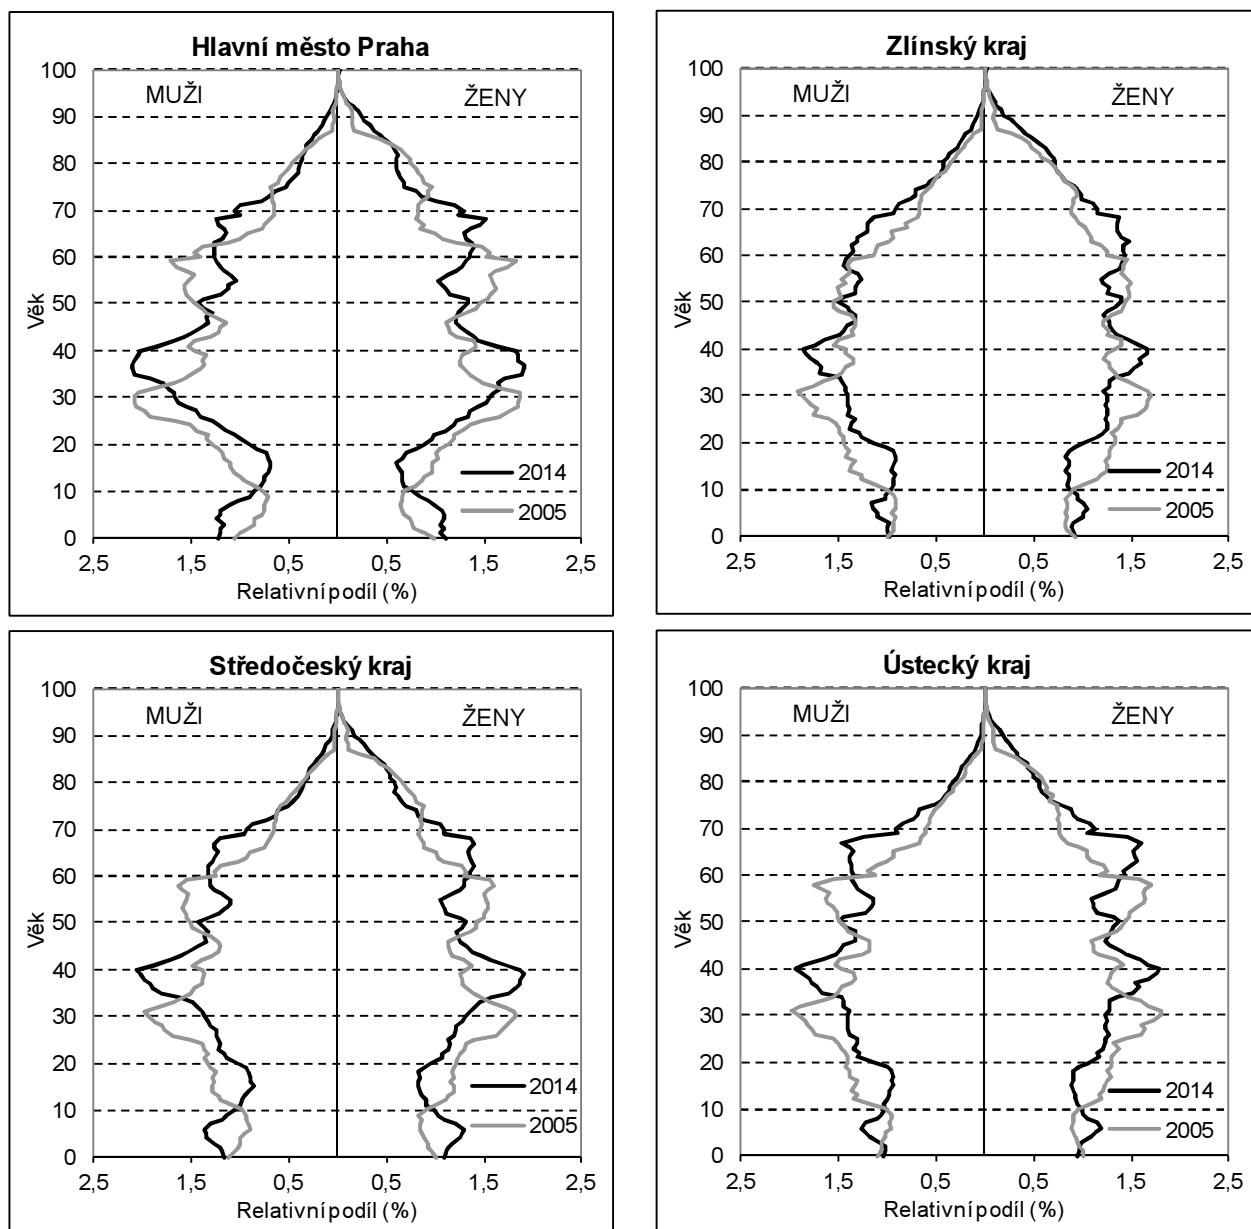 Hlavní město Praha
MUŽI
ŽENY
100
90
80
70
60
50
40
30
20
10
0
Věk
2014
2005
2,5 1,5 0,5 0,5 1,5 2,5
Relativní podíl (%)
Zlínský kraj
MUŽI
ŽENY
100
90
80
70
60
50
40
30
20
10
0
Věk
2014
2005
2,5 1,5 0,5 0,5 1,5 2,5
Relativní podíl (%)
Středočeský kraj
MUŽI
ŽENY
100
90
80
70
60
50
40
30
20
10
0
Věk
2014
2005
2,5 1,5 0,5 0,5 1,5 2,5
Relativní podíl (%)
Ústecký kraj
MUŽI
ŽENY
100
90
80
70
60
50
40
30
20
10
0
Věk
2014
2005
2,5 1,5 0,5 0,5 1,5 2,5
Relativní podíl (%)